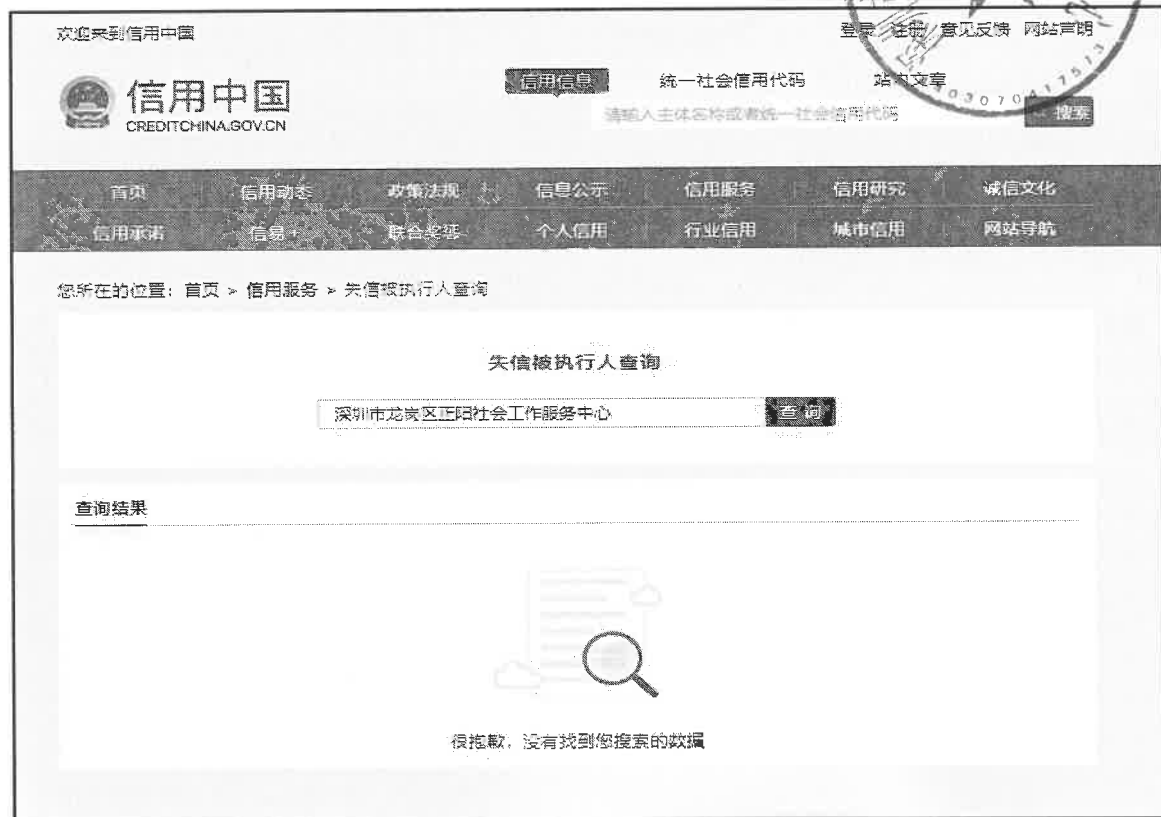 欢迎来到信用中国
登录 注册 意见反馈 网站声明
信用中国
CREDITCHINA.GOV.CN
信用信息 统一社会信用代码 站内文章
请输入主体名称或者统一社会信用代码 搜索
首页 信用动态 政策法规 信息公示 信用服务 信用研究 诚信文化
信用承诺 信易+ 联合奖惩 个人信用 行业信用 城市信用 网站导航
您所在的位置：首页 > 信用服务 > 失信被执行人查询
失信被执行人查询
深圳市龙岗区正阳社会工作服务中心 查询
查询结果
很抱歉，没有找到您搜索的数据